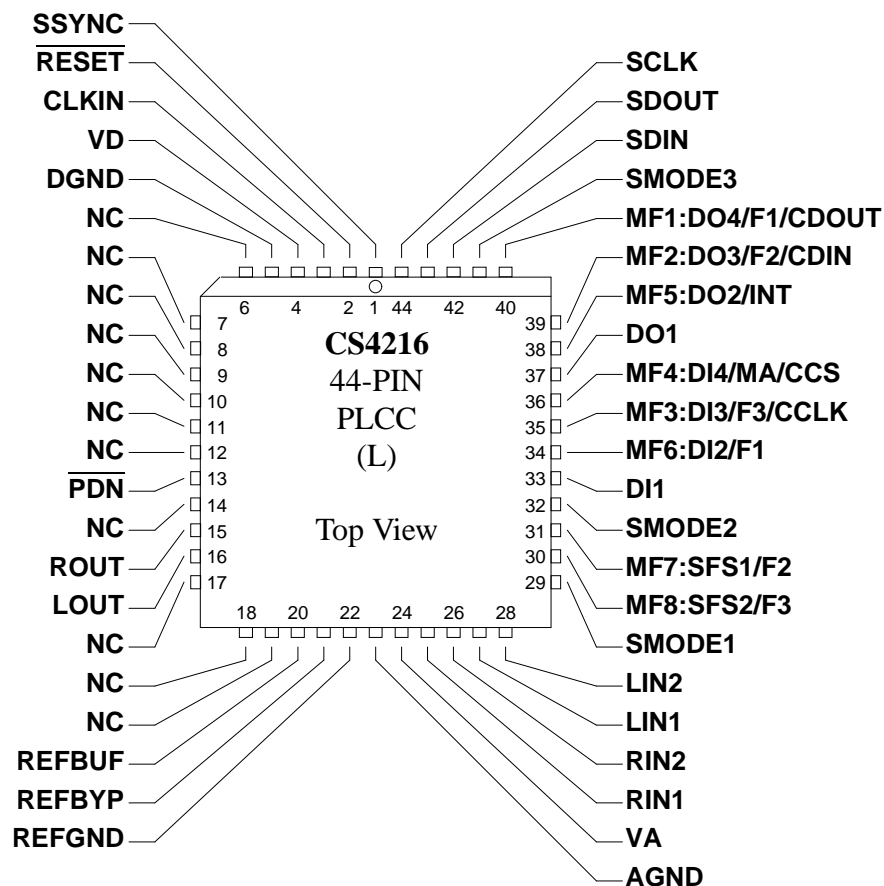 SSYNC
RESET
CLKIN
VD
DGND
NC
NC
NC
NC
NC
NC
NC
PDN
NC
ROUT
LOUT
NC
NC
NC
REFBUF
REFBYP
REFGND
SCLK
SDOUT
SDIN
SMODE3
MF1:DO4/F1/CDOUT
MF2:DO3/F2/CDIN
MF5:DO2/INT
DO1
MF4:DI4/MA/CCS
MF3:DI3/F3/CCLK
MF6:DI2/F1
DI1
SMODE2
MF7:SFS1/F2
MF8:SFS2/F3
SMODE1
LIN2
LIN1
RIN2
RIN1
VA
AGND
6 4 2 1 44 42 40
7
8
9
10
11
12
13
14
15
16
17
CS4216
44-PIN
PLCC
(L)
Top View
39
38
37
36
35
34
33
32
31
30
29
18 20 22 24 26 28